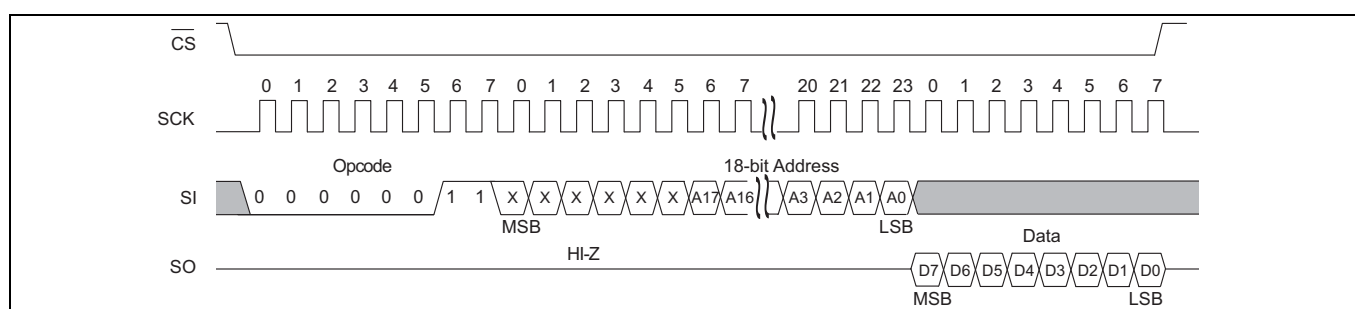 CS
0 1 2 3 4 5 6 7 0 1 2 3 4 5 6 7 20 21 22 23 0 1 2 3 4 5 6 7
SCK
Opcode 18-bit Address
SI 0 0 0 0 0 0 1 1 X X X X X X A17 A16 A3 A2 A1 A0
MSB LSB
HI-Z Data
SO D7 D6 D5 D4 D3 D2 D1 D0
MSB LSB